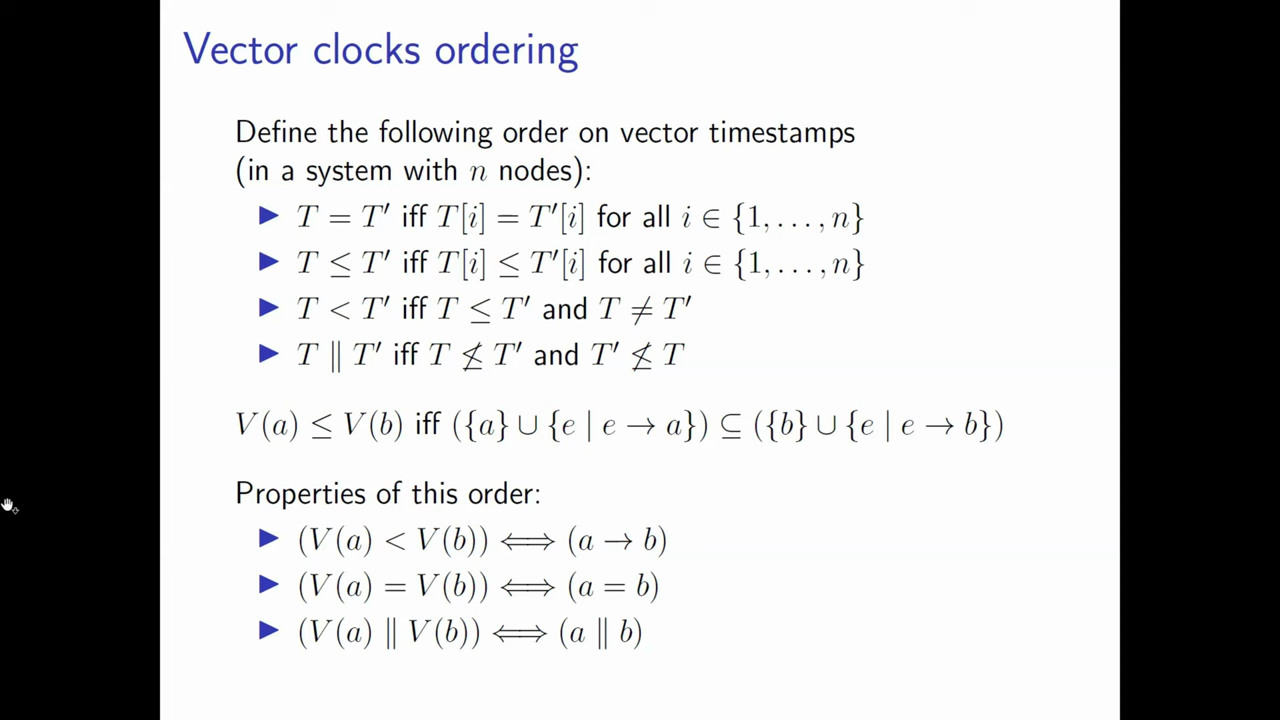 Vector clocks ordering
Define the following order on vector timestamps
(in a system with n nodes):
▶ T = T′ iff T[i] = T′[i] for all i ∈ {1, . . . , n}
▶ T ≤ T′ iff T[i] ≤ T′[i] for all i ∈ {1, . . . , n}
▶ T < T′ iff T ≤ T′ and T ≠ T′
▶ T ∥ T′ iff T ≰ T′ and T′ ≰ T
V(a) ≤ V(b) iff ({a} ∪ {e | e → a}) ⊆ ({b} ∪ {e | e → b})
Properties of this order:
▶ (V(a) < V(b)) ⟺ (a → b)
▶ (V(a) = V(b)) ⟺ (a = b)
▶ (V(a) ∥ V(b)) ⟺ (a ∥ b)